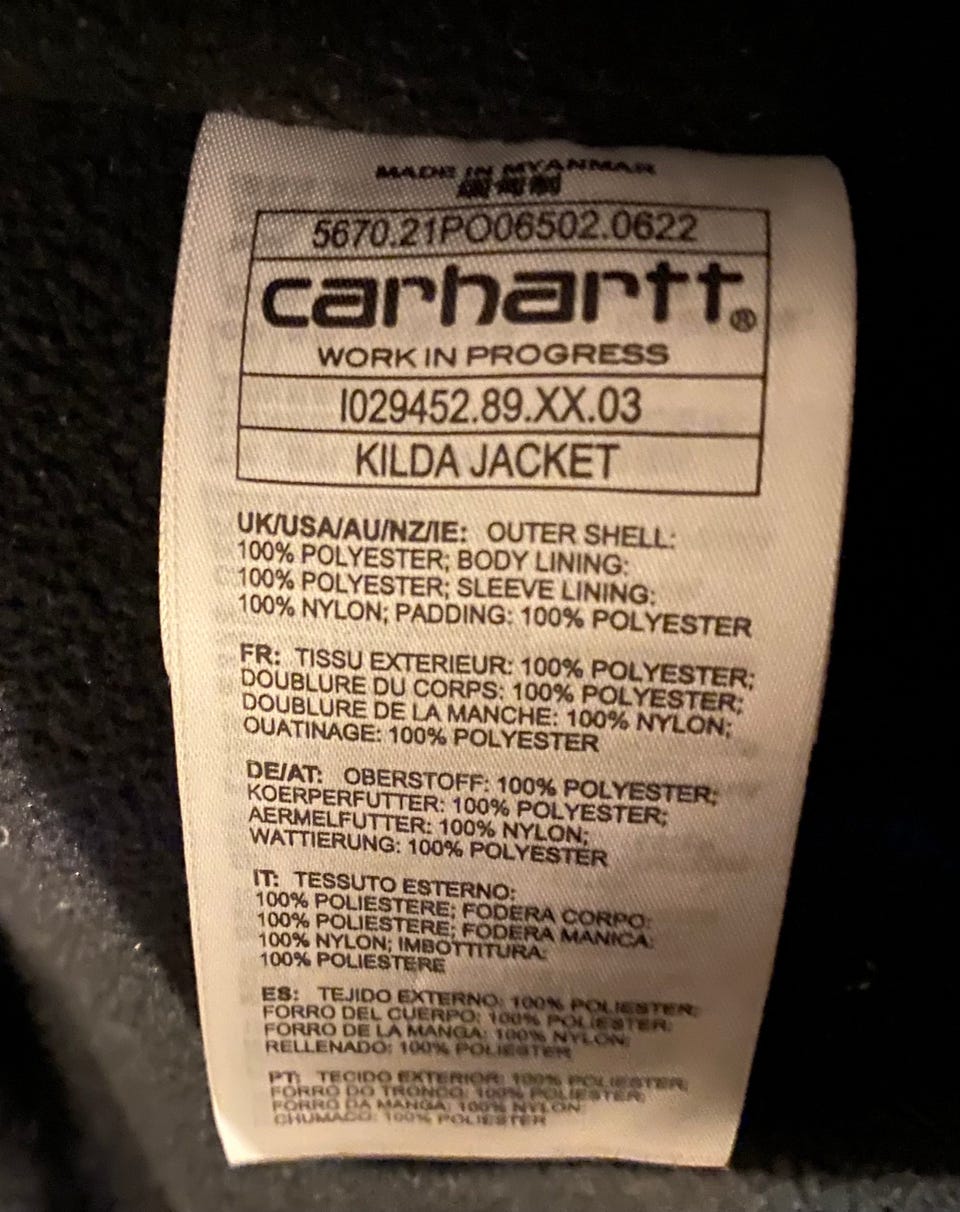 MADE IN MYANMAR
緬甸製
5670.21PO06502.0622
carhartt®
WORK IN PROGRESS
I029452.89.XX.03
KILDA JACKET
UK/USA/AU/NZ/IE: OUTER SHELL:
100% POLYESTER; BODY LINING:
100% POLYESTER; SLEEVE LINING:
100% NYLON; PADDING: 100% POLYESTER
FR: TISSU EXTERIEUR: 100% POLYESTER;
DOUBLURE DU CORPS: 100% POLYESTER;
DOUBLURE DE LA MANCHE: 100% NYLON;
OUATINAGE: 100% POLYESTER
DE/AT: OBERSTOFF: 100% POLYESTER;
KOERPERFUTTER: 100% POLYESTER;
AERMELFUTTER: 100% NYLON;
WATTIERUNG: 100% POLYESTER
IT: TESSUTO ESTERNO:
100% POLIESTERE; FODERA CORPO:
100% POLIESTERE; FODERA MANICA:
100% NYLON; IMBOTTITURA:
100% POLIESTERE
ES: TEJIDO EXTERNO: 100% POLIESTER;
FORRO DEL CUERPO: 100% POLIESTER;
FORRO DE LA MANGA: 100% NYLON;
RELLENADO: 100% POLIESTER
PT: TECIDO EXTERIOR: 100% POLIESTER;
FORRO DO TRONCO: 100% POLIESTER;
FORRO DA MANGA: 100% NYLON;
CHUMACO: 100% POLIESTER